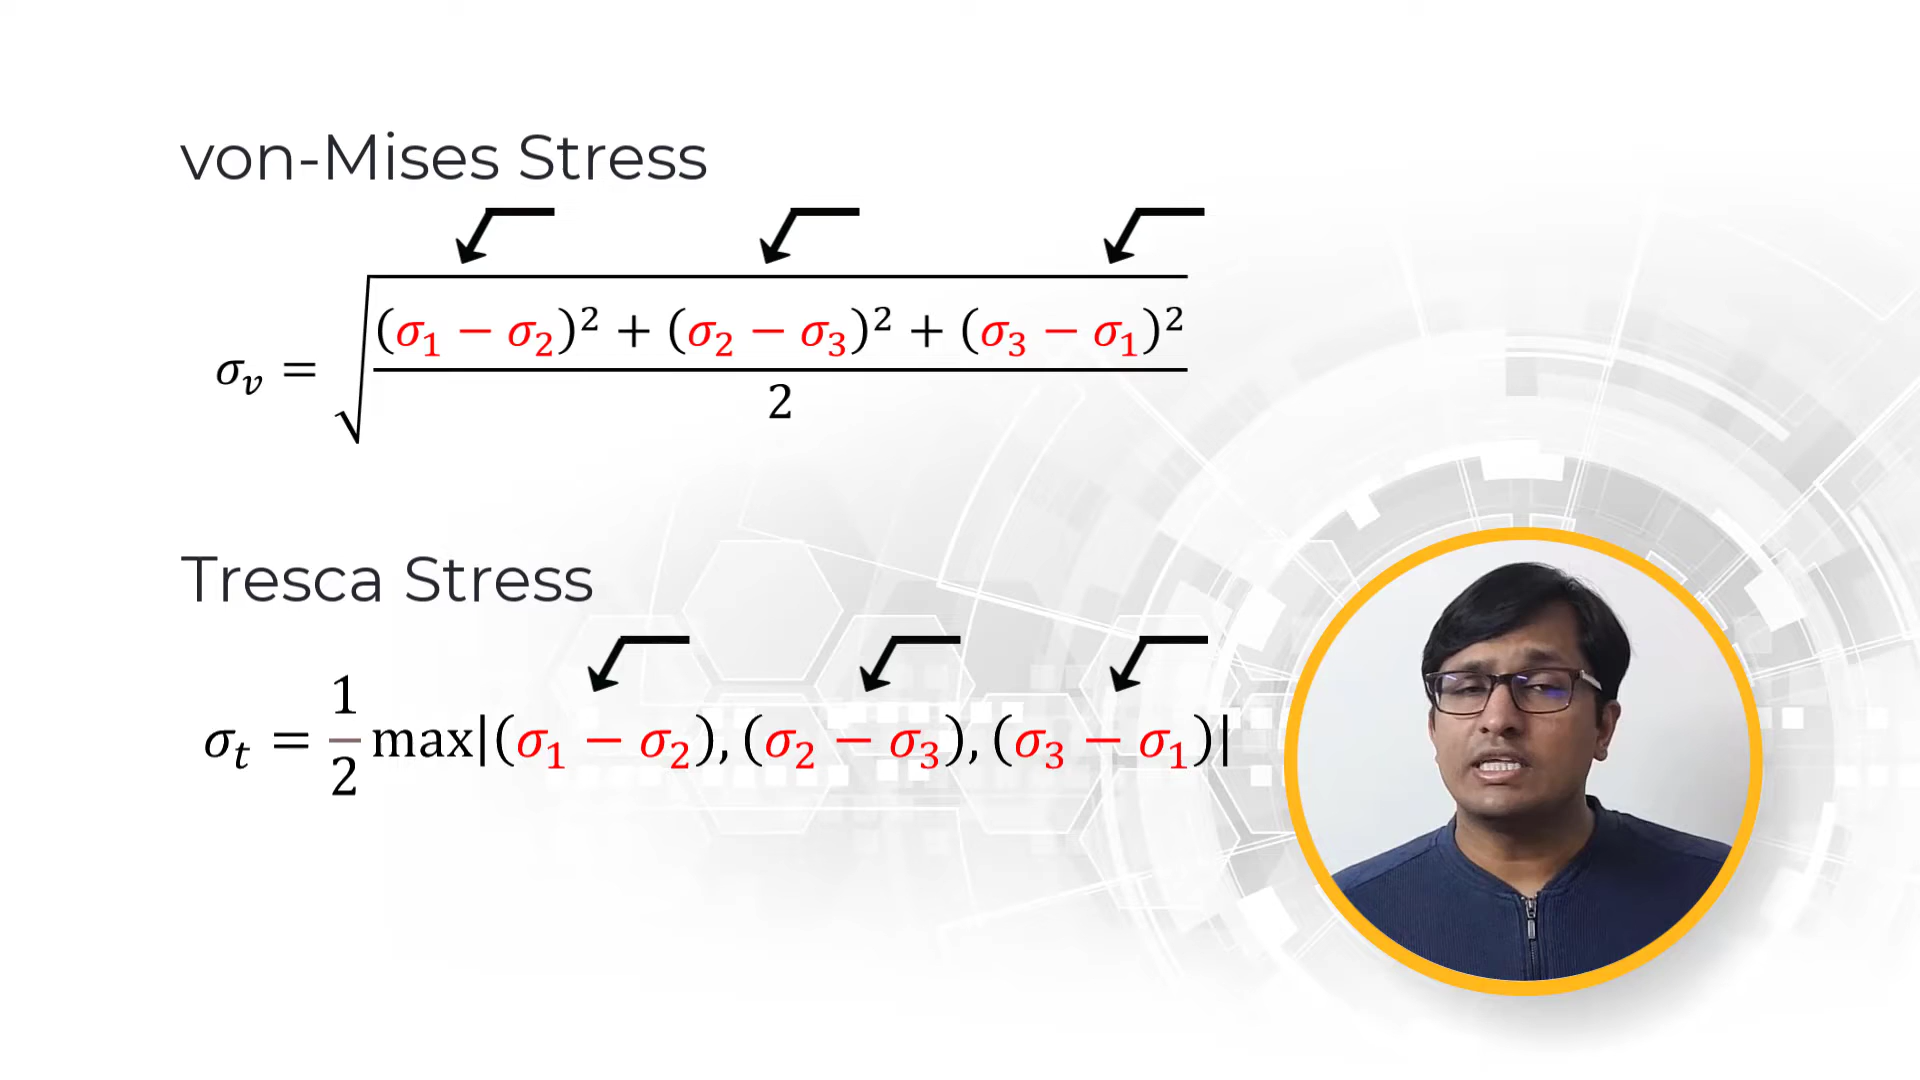 von-Mises Stress
σᵥ = √(((σ₁ − σ₂)² + (σ₂ − σ₃)² + (σ₃ − σ₁)²) / 2)
Tresca Stress
σₜ = 1/2 max|(σ₁ − σ₂), (σ₂ − σ₃), (σ₃ − σ₁)|